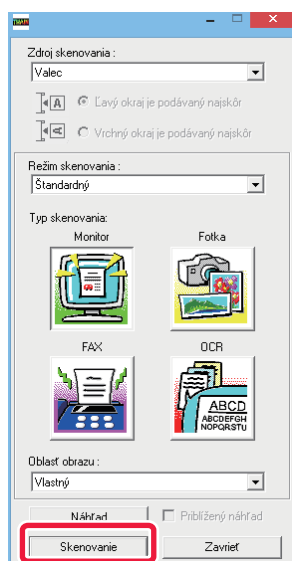 TWAIN
Zdroj skenovania :
Valec
A
Ľavý okraj je podávaný najskôr
A
Vrchný okraj je podávaný najskôr
Režim skenovania :
Štandardný
Typ skenovania:
Monitor
Fotka
FAX
OCR
ABCD
ABCDEFGH
NOPQRSTU
Oblasť obrazu :
Vlastný
Náhľad
Priblížený náhľad
Skenovanie
Zavrieť